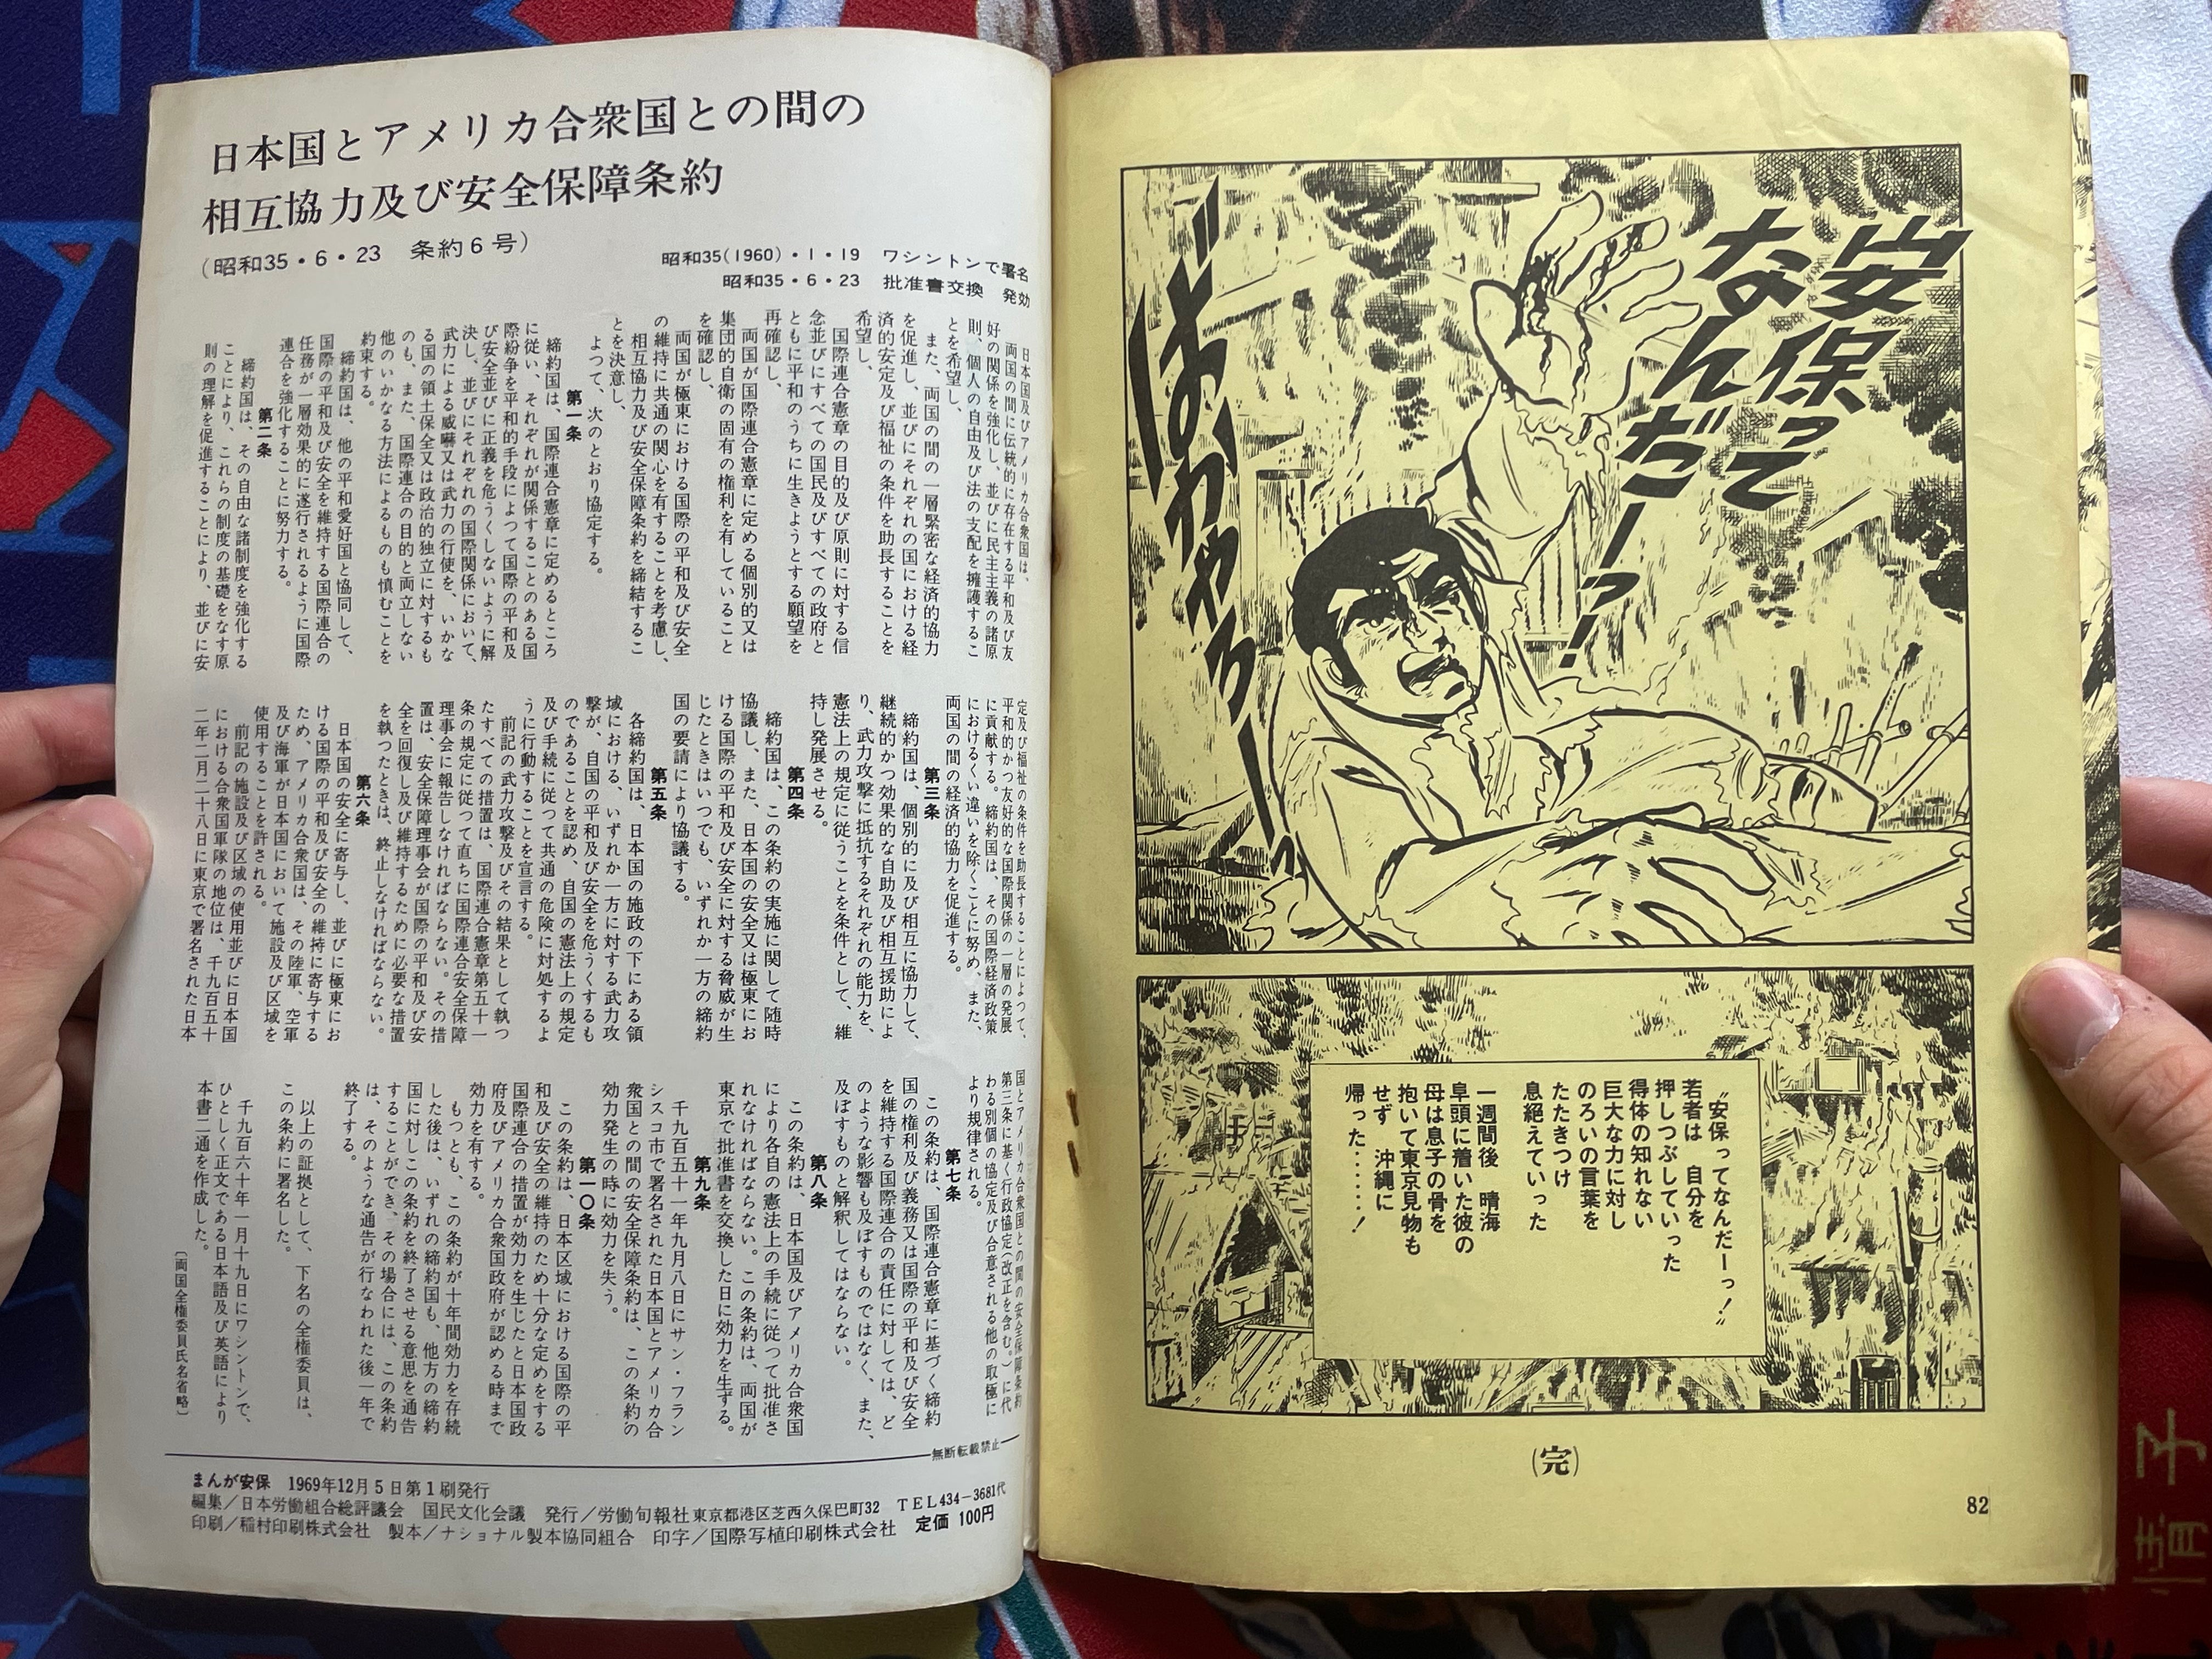 安保って
なんだーっ！
ばかやろーっ
〝安保ってなんだーっ！〟
若者は　自分を
押しつぶしていった
得体の知れない
巨大な力に対し
のろいの言葉を
たたきつけ
息絶えていった
一週間後　晴海
阜頭に着いた彼の
母は息子の骨を
抱いて東京見物も
せず　沖縄に
帰った……！
(完)
82
日本国とアメリカ合衆国との間の
相互協力及び安全保障条約
(昭和35・6・23　条約6号)
昭和35(1960)・1・19　ワシントンで署名
昭和35・6・23　批准書交換　発効
日本国及びアメリカ合衆国は、
両国の間に伝統的に存在する平和及び友
好の関係を強化し、並びに民主主義の諸原
則、個人の自由及び法の支配を擁護するこ
とを希望し、
また、両国の間の一層緊密な経済的協力
を促進し、並びにそれぞれの国における経
済的安定及び福祉の条件を助長することを
希望し、
国際連合憲章の目的及び原則に対する信
念並びにすべての国民及びすべての政府と
ともに平和のうちに生きようとする願望を
再確認し、
両国が国際連合憲章に定める個別的又は
集団的自衛の固有の権利を有していること
を確認し、
両国が極東における国際の平和及び安全
の維持に共通の関心を有することを考慮し、
相互協力及び安全保障条約を締結するこ
とを決意し、
よつて、次のとおり協定する。
第一条
締約国は、国際連合憲章に定めるところ
に従い、それぞれが関係することのある国
際紛争を平和的手段によつて国際の平和及
び安全並びに正義を危うくしないように解
決し、並びにそれぞれの国際関係において、
武力による威嚇又は武力の行使を、いかな
る国の領土保全又は政治的独立に対するも
のも、また、国際連合の目的と両立しない
他のいかなる方法によるものも慎むことを
約束する。
締約国は、他の平和愛好国と協同して、
国際の平和及び安全を維持する国際連合の
任務が一層効果的に遂行されるように国際
連合を強化することに努力する。
第二条
締約国は、その自由な諸制度を強化する
ことにより、これらの制度の基礎をなす原
則の理解を促進することにより、並びに安
定及び福祉の条件を助長することによつて、
平和的かつ友好的な国際関係の一層の発展
に貢献する。締約国は、その国際経済政策
におけるくい違いを除くことに努め、また、
両国の間の経済的協力を促進する。
第三条
締約国は、個別的に及び相互に協力して、
継続的かつ効果的な自助及び相互援助によ
り、武力攻撃に抵抗するそれぞれの能力を、
憲法上の規定に従うことを条件として、維
持し発展させる。
第四条
締約国は、この条約の実施に関して随時
協議し、また、日本国の安全又は極東にお
ける国際の平和及び安全に対する脅威が生
じたときはいつでも、いずれか一方の締約
国の要請により協議する。
第五条
各締約国は、日本国の施政の下にある領
域における、いずれか一方に対する武力攻
撃が、自国の平和及び安全を危うくするも
のであることを認め、自国の憲法上の規定
及び手続に従つて共通の危険に対処するよ
うに行動することを宣言する。
前記の武力攻撃及びその結果として執つ
たすべての措置は、国際連合憲章第五十一
条の規定に従つて直ちに国際連合安全保障
理事会に報告しなければならない。その措
置は、安全保障理事会が国際の平和及び安
全を回復し及び維持するために必要な措置
を執つたときは、終止しなければならない。
第六条
日本国の安全に寄与し、並びに極東にお
ける国際の平和及び安全の維持に寄与する
ため、アメリカ合衆国は、その陸軍、空軍
及び海軍が日本国において施設及び区域を
使用することを許される。
前記の施設及び区域の使用並びに日本国
における合衆国軍隊の地位は、千九百五十
二年二月二十八日に東京で署名された日本
国とアメリカ合衆国との間の安全保障条約
第三条に基く行政協定（改正を含む。）に代
わる別個の協定及び合意される他の取極に
より規律される。
第七条
この条約は、国際連合憲章に基づく締約
国の権利及び義務又は国際の平和及び安全
を維持する国際連合の責任に対しては、ど
のような影響も及ぼすものではなく、また、
及ぼすものと解釈してはならない。
第八条
この条約は、日本国及びアメリカ合衆国
により各自の憲法上の手続に従つて批准さ
れなければならない。この条約は、両国が
東京で批准書を交換した日に効力を生ずる。
第九条
千九百五十一年九月八日にサン・フラン
シスコ市で署名された日本国とアメリカ合
衆国との間の安全保障条約は、この条約の
効力発生の時に効力を失う。
第一〇条
この条約は、日本区域における国際の平
和及び安全の維持のため十分な定めをする
国際連合の措置が効力を生じたと日本国政
府及びアメリカ合衆国政府が認める時まで
効力を有する。
もつとも、この条約が十年間効力を存続
した後は、いずれの締約国も、他方の締約
国に対しこの条約を終了させる意思を通告
することができ、その場合には、この条約
は、そのような通告が行なわれた後一年で
終了する。
以上の証拠として、下名の全権委員は、
この条約に署名した。
千九百六十年一月十九日にワシントンで、
ひとしく正文である日本語及び英語により
本書二通を作成した。
〔両国全権委員氏名省略〕
無断転載禁止
まんが安保　1969年12月5日第1刷発行
編集／日本労働組合総評議会　国民文化会議　発行／労働旬報社 東京都港区芝西久保巴町32　TEL434―3681代
印刷／稲村印刷株式会社　製本／ナショナル製本協同組合　印字／国際写植印刷株式会社　定価 100円